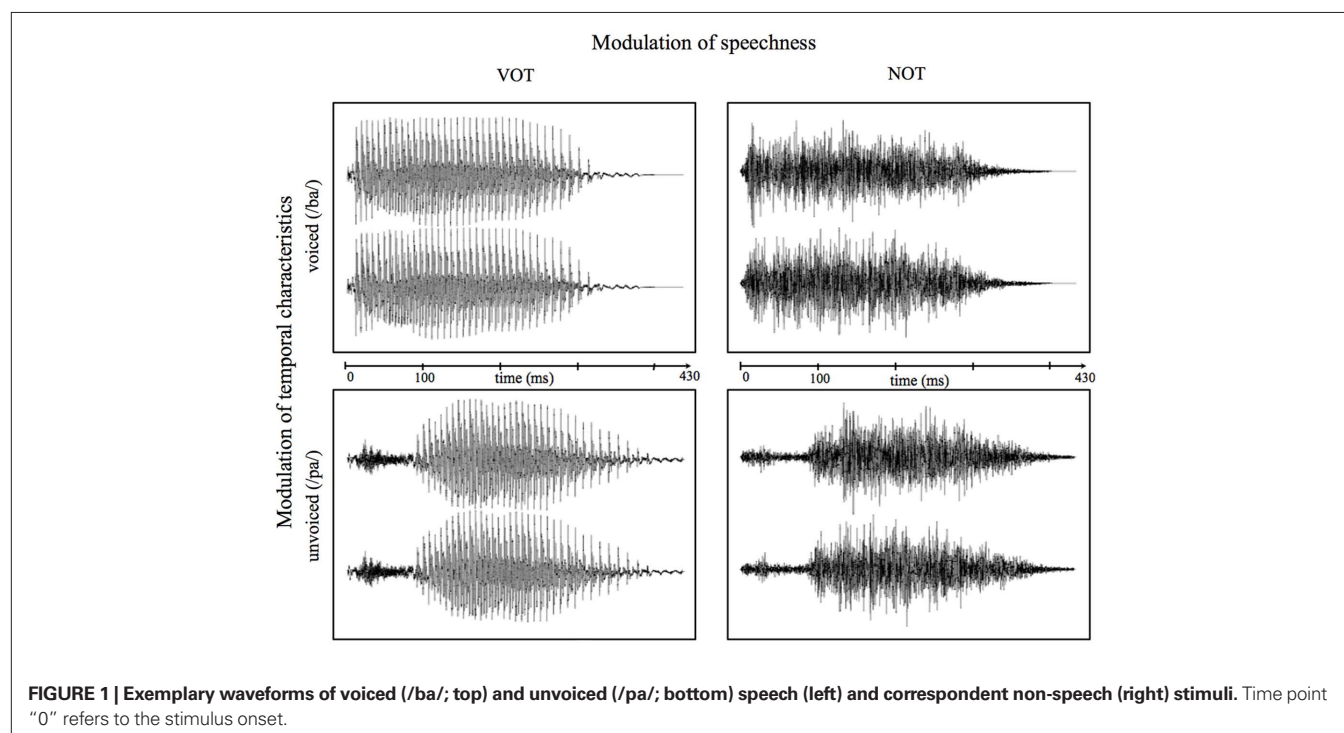 Modulation of speechness
VOT
NOT
Modulation of temporal characteristics
voiced (/ba/)
unvoiced (/pa/)
0 100 time (ms) 430
0 100 time (ms) 430
FIGURE 1 | Exemplary waveforms of voiced (/ba/; top) and unvoiced (/pa/; bottom) speech (left) and correspondent non-speech (right) stimuli. Time point
“0” refers to the stimulus onset.